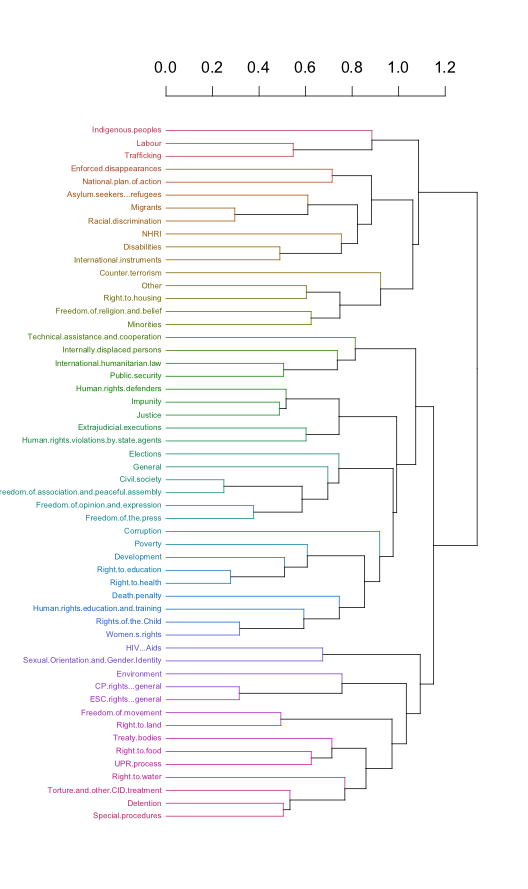 0.0 0.2 0.4 0.6 0.8 1.0 1.2
Indigenous.peoples
Labour
Trafficking
Enforced.disappearances
National.plan.of.action
Asylum.seekers...refugees
Migrants
Racial.discrimination
NHRI
Disabilities
International.instruments
Counter.terrorism
Other
Right.to.housing
Freedom.of.religion.and.belief
Minorities
Technical.assistance.and.cooperation
Internally.displaced.persons
International.humanitarian.law
Public.security
Human.rights.defenders
Impunity
Justice
Extrajudicial.executions
Human.rights.violations.by.state.agents
Elections
General
Civil.society
reedom.of.association.and.peaceful.assembly
Freedom.of.opinion.and.expression
Freedom.of.the.press
Corruption
Poverty
Development
Right.to.education
Right.to.health
Death.penalty
Human.rights.education.and.training
Rights.of.the.Child
Women.s.rights
HIV...Aids
Sexual.Orientation.and.Gender.Identity
Environment
CP.rights...general
ESC.rights...general
Freedom.of.movement
Right.to.land
Treaty.bodies
Right.to.food
UPR.process
Right.to.water
Torture.and.other.CID.treatment
Detention
Special.procedures